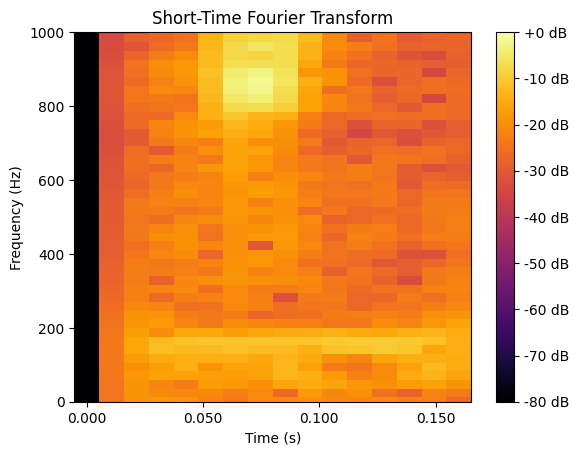 Short-Time Fourier Transform
1000
800
600
400
200
0
Frequency (Hz)
0.000
0.050
0.100
0.150
Time (s)
+0 dB
-10 dB
-20 dB
-30 dB
-40 dB
-50 dB
-60 dB
-70 dB
-80 dB